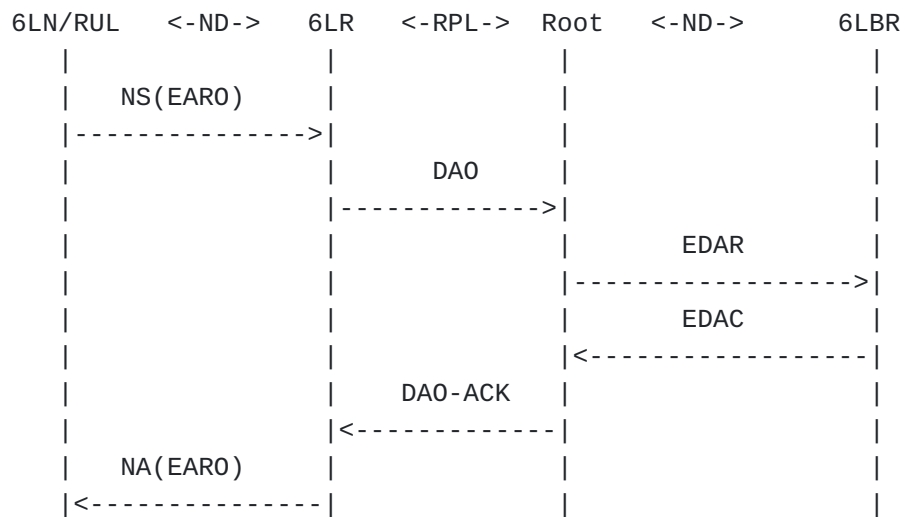 6LN/RUL <-ND-> 6LR <-RPL-> Root <-ND-> 6LBR
NS(EARO)
DAO
EDAR
EDAC
DAO-ACK
NA(EARO)